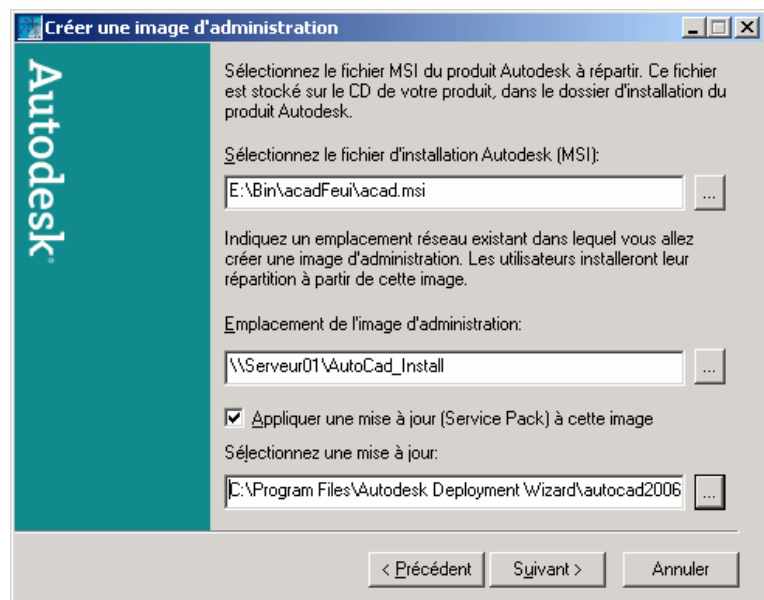 Créer une image d'administration
Autodesk
Sélectionnez le fichier MSI du produit Autodesk à répartir. Ce fichier
est stocké sur le CD de votre produit, dans le dossier d'installation du
produit Autodesk.
Sélectionnez le fichier d'installation Autodesk (MSI):
E:\Bin\acadFeui\acad.msi
...
Indiquez un emplacement réseau existant dans lequel vous allez
créer une image d'administration. Les utilisateurs installeront leur
répartition à partir de cette image.
Emplacement de l'image d'administration:
\\Serveur01\AutoCad_Install
...
Appliquer une mise à jour (Service Pack) à cette image
Sélectionnez une mise à jour:
C:\Program Files\Autodesk Deployment Wizard\autocad2006
...
< Précédent Suivant > Annuler